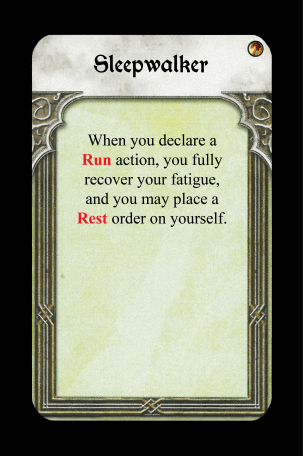 Sleepwalker
When you declare a
Run action, you fully
recover your fatigue,
and you may place a
Rest order on yourself.